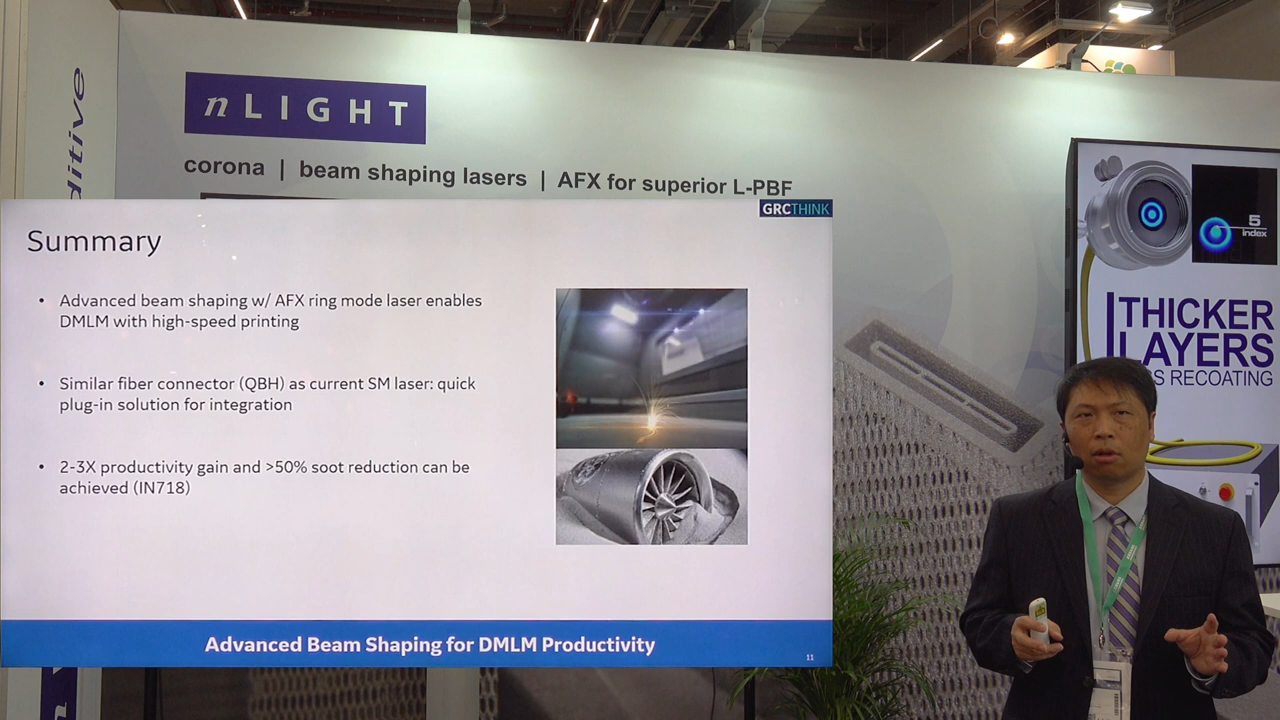 ditive
nLIGHT
corona | beam shaping lasers | AFX for superior L-PBF
GRCTHINK
Summary
• Advanced beam shaping w/ AFX ring mode laser enables
DMLM with high-speed printing
• Similar fiber connector (QBH) as current SM laser: quick
plug-in solution for integration
• 2-3X productivity gain and >50% soot reduction can be
achieved (IN718)
Advanced Beam Shaping for DMLM Productivity
11
5
index
THICKER
LAYERS
RECOATING